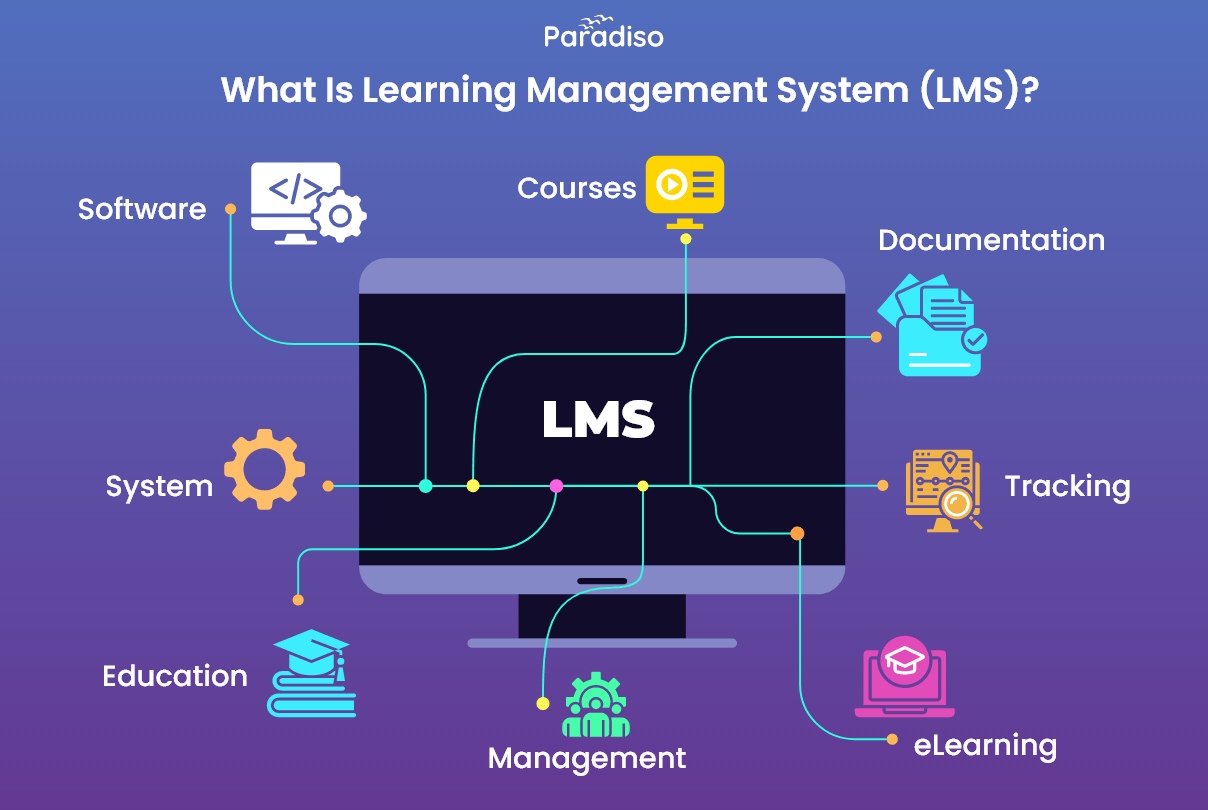 Paradiso
What Is Learning Management System (LMS)?
Software
</>
Courses
Documentation
LMS
System
Tracking
Education
Management
eLearning